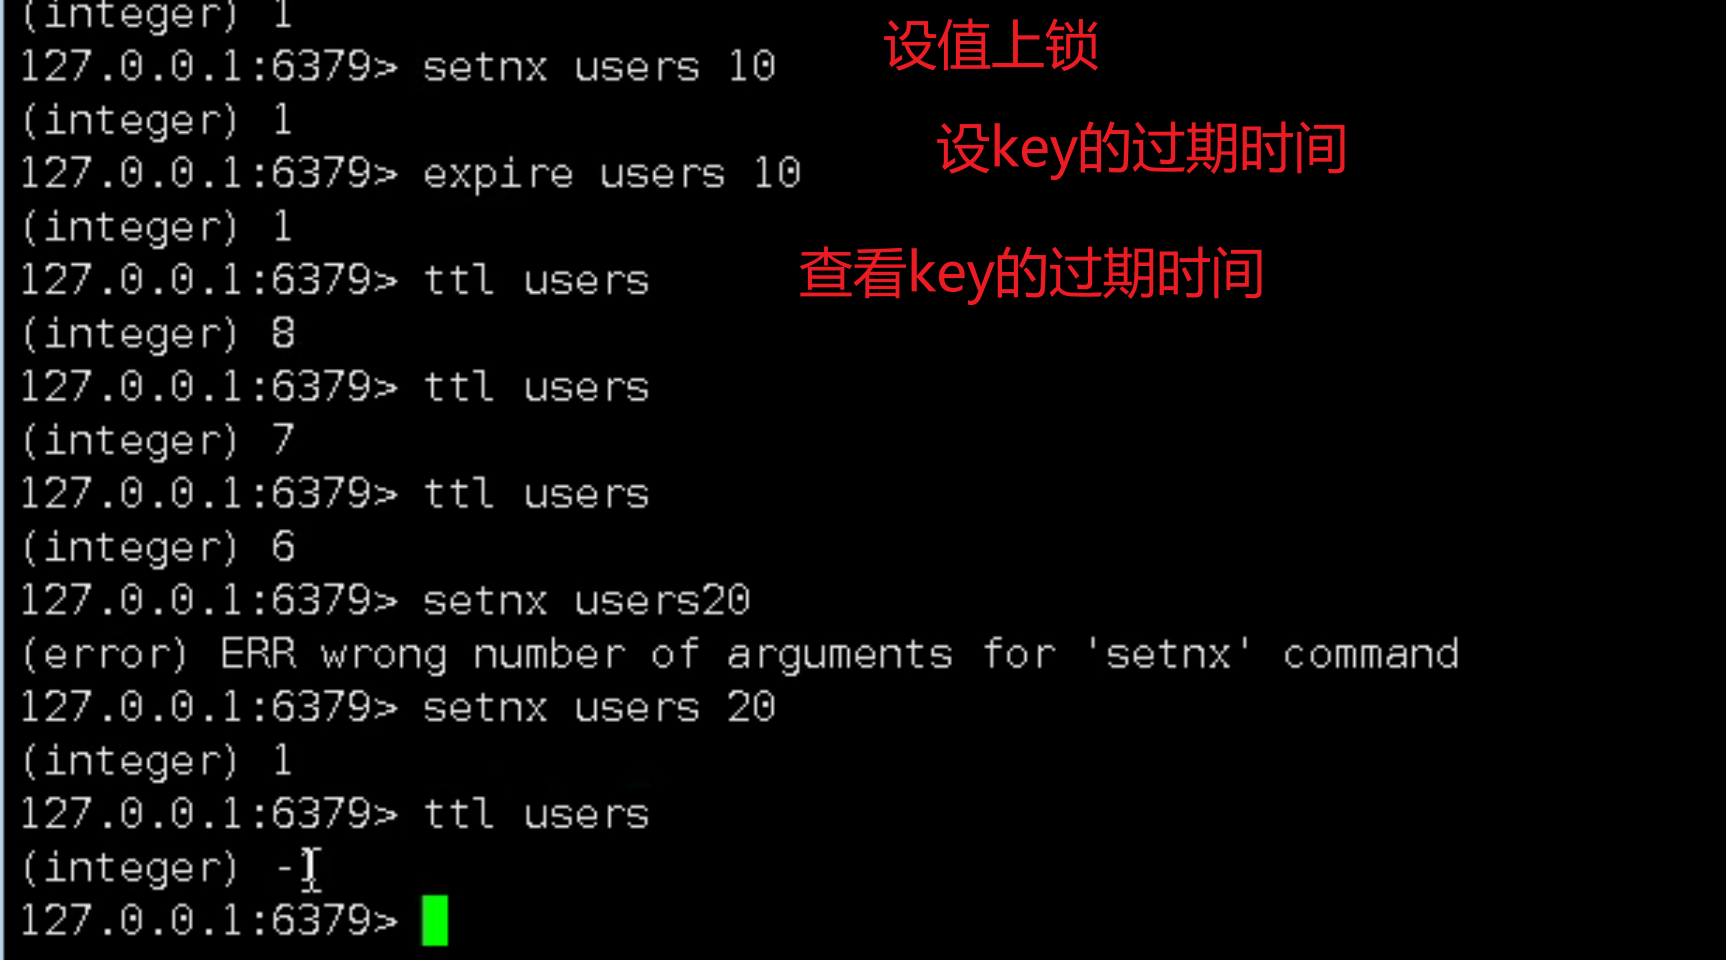 (integer) 1
127.0.0.1:6379> setnx users 10
设值上锁
(integer) 1
127.0.0.1:6379> expire users 10
设key的过期时间
(integer) 1
127.0.0.1:6379> ttl users
查看key的过期时间
(integer) 8
127.0.0.1:6379> ttl users
(integer) 7
127.0.0.1:6379> ttl users
(integer) 6
127.0.0.1:6379> setnx users20
(error) ERR wrong number of arguments for 'setnx' command
127.0.0.1:6379> setnx users 20
(integer) 1
127.0.0.1:6379> ttl users
(integer) -1
127.0.0.1:6379>